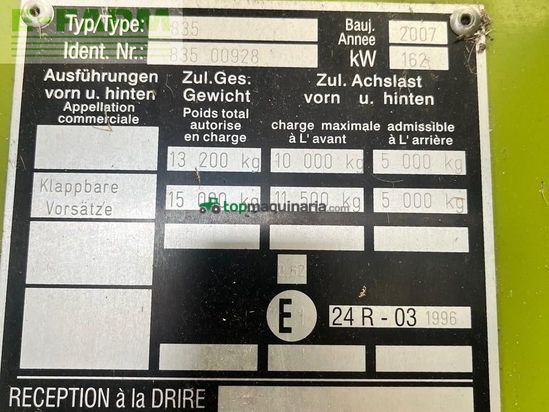 FARM
Typ/Type: 835 Bauj. Annee 2007
Ident. Nr.: 835 00928 kW 162
Ausführungen vorn u. hinten
Appellation commerciale
Zul.Ges. Gewicht
Poids total autorise en charge
Zul. Achslast vorn u. hinten
charge maximale à L' avant
admissible à L' arrière
13 200 kg 10 000 kg 5 000 kg
Klappbare Vorsätze
15 000 kg 11 500 kg 5 000 kg
topmaquinaria.com
E 24 R - 03 1996
RECEPTION à la DRIRE